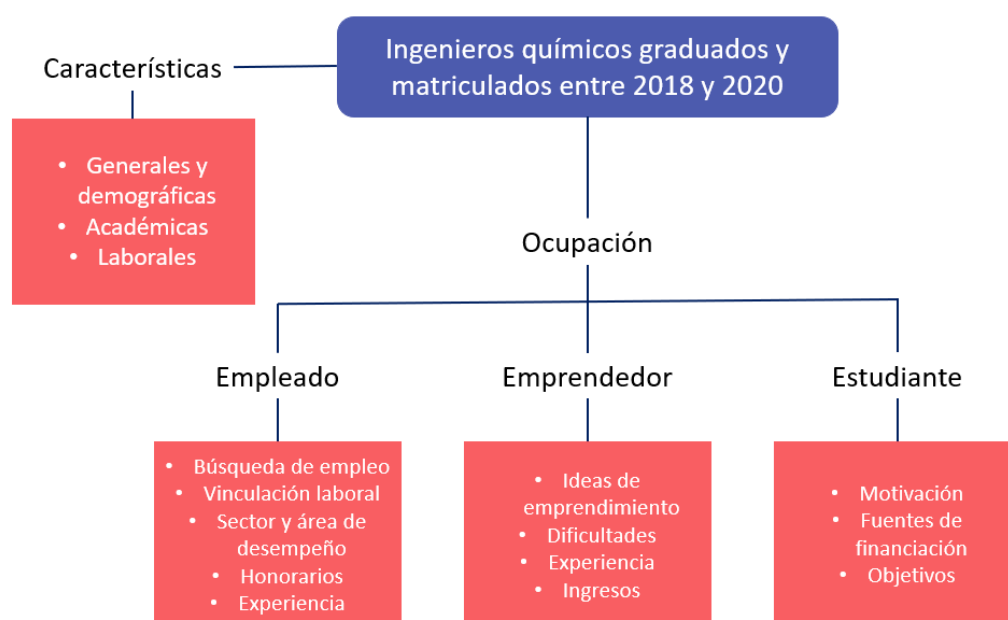 Ingenieros químicos graduados y
matriculados entre 2018 y 2020
Característícas
• Generales y
demográficas
• Académicas
• Laborales
Ocupación
Empleado
Emprendedor
Estudiante
• Búsqueda de empleo
• Vinculación laboral
• Sector y área de
desempeño
• Honorarios
• Experiencia
• Ideas de
emprendimiento
• Dificultades
• Experiencia
• Ingresos
• Motivación
• Fuentes de
financiación
• Objetivos